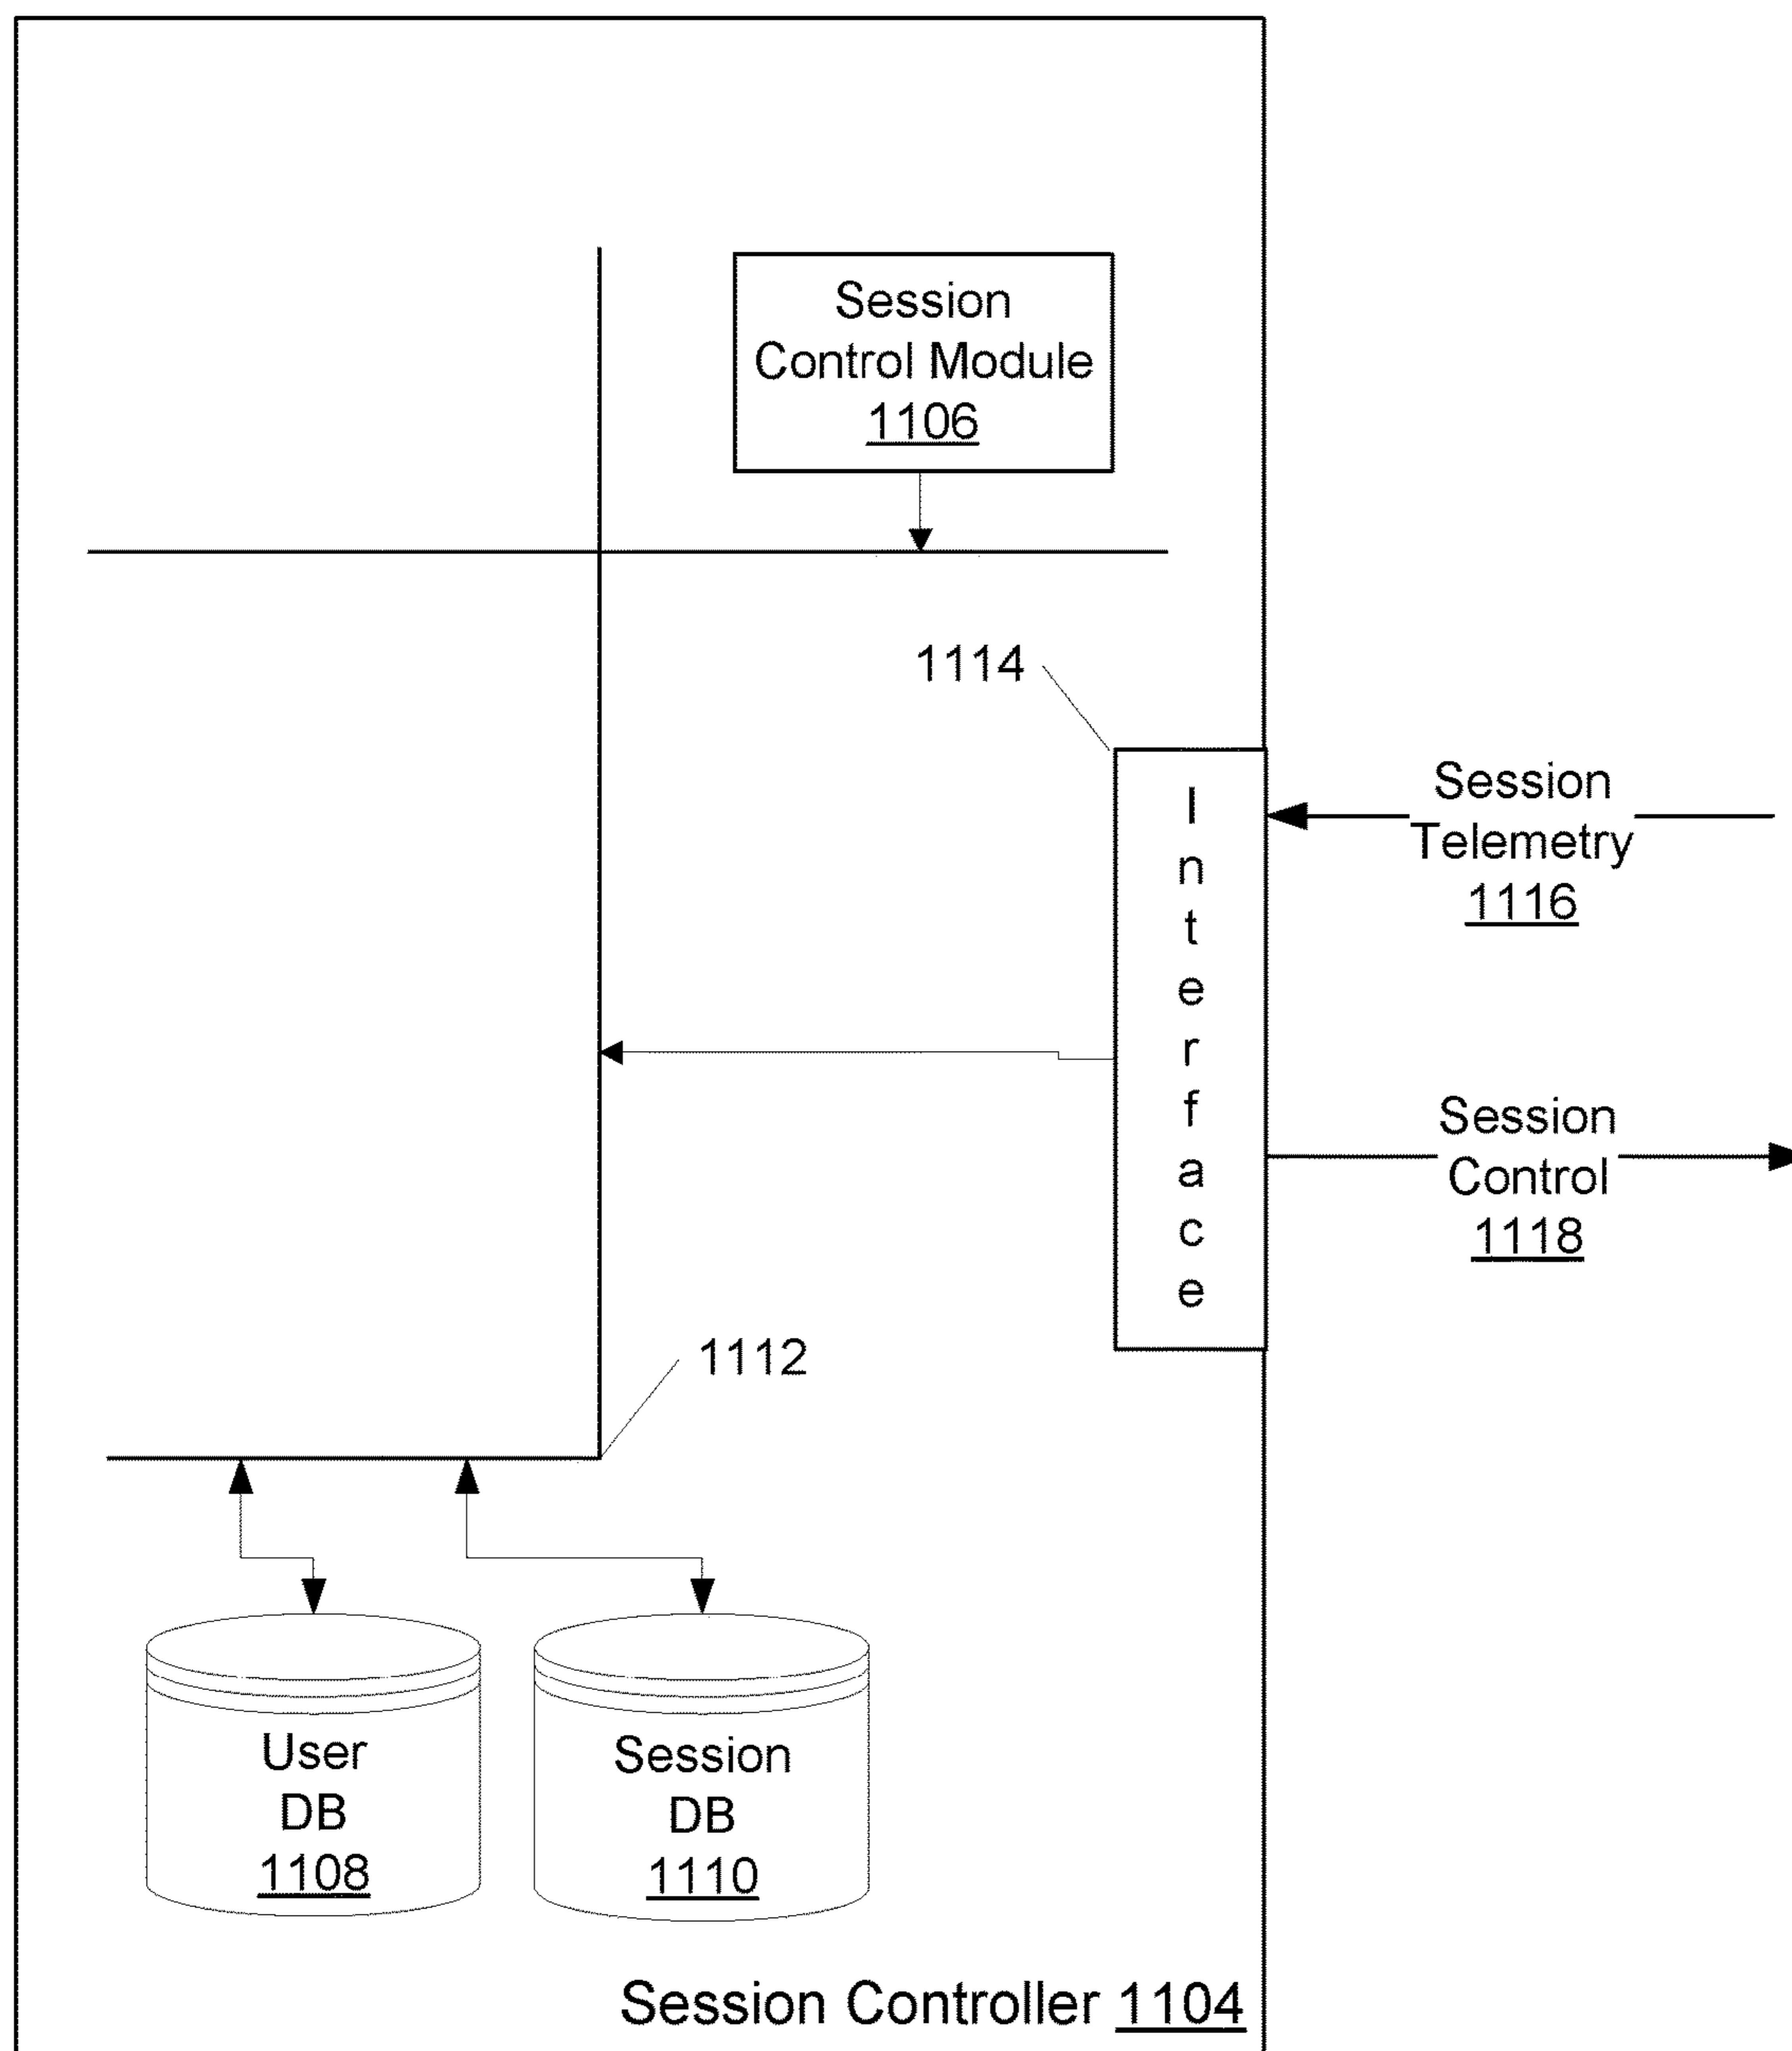 Session
Control Module
1106
1114
Interface
Session
Telemetry
1116
Session
Control
1118
1112
User
DB
1108
Session
DB
1110
Session Controller 1104